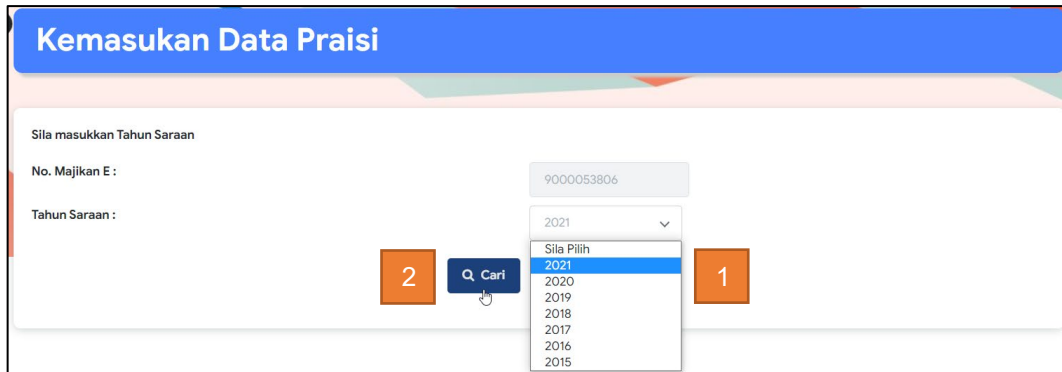 Kemasukan Data Praisi
Sila masukkan Tahun Saraan
No. Majikan E :
9000053806
Tahun Saraan :
2021
Sila Pilih
2021
2020
2019
2018
2017
2016
2015
2
Cari
1